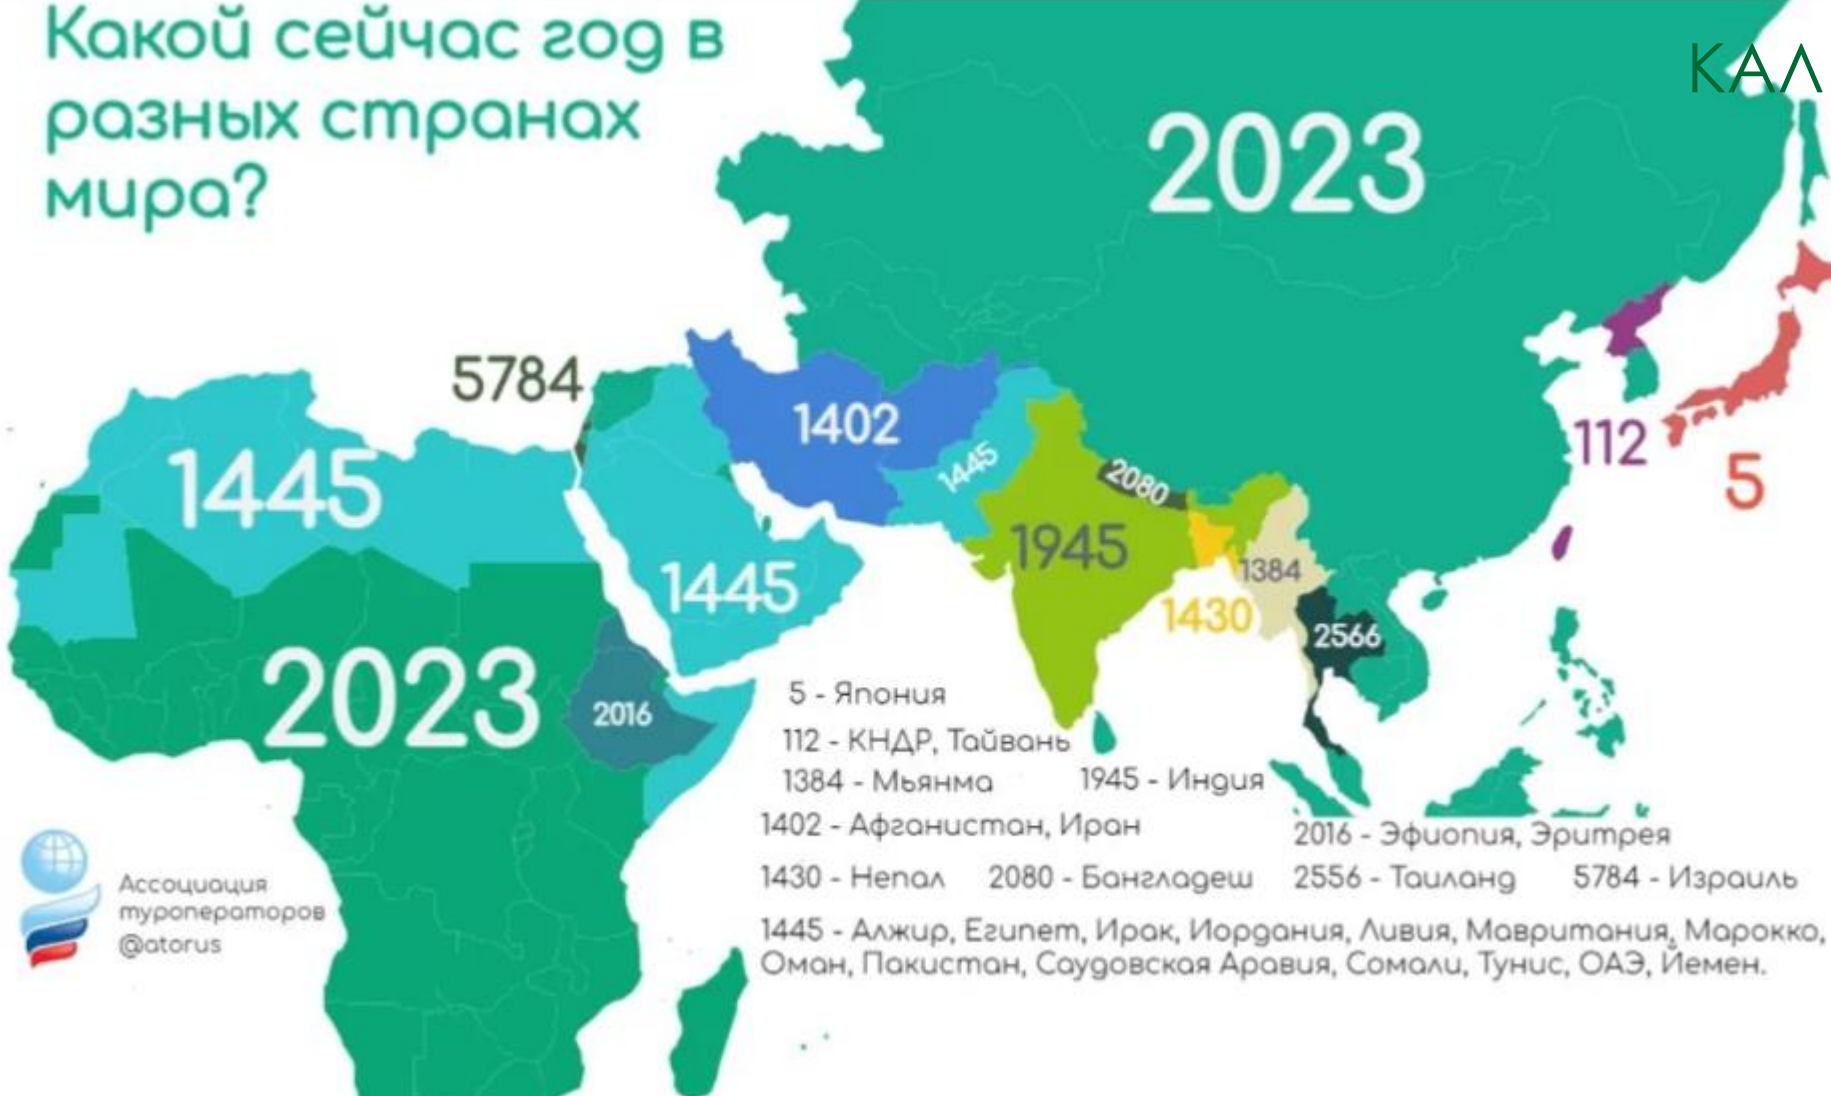 Какой сейчас год в
разных странах
мира?
КАЛ
2023
5784
1402
1445
1445
2080
112
5
1945
1384
1445
1430
2566
2023
2016
5 - Япония
112 - КНДР, Тайвань
1384 - Мьянма 1945 - Индия
1402 - Афганистан, Иран 2016 - Эфиопия, Эритрея
1430 - Непал 2080 - Бангладеш 2556 - Таиланд 5784 - Израиль
1445 - Алжир, Египет, Ирак, Иордания, Ливия, Мавритания, Марокко,
Оман, Пакистан, Саудовская Аравия, Сомали, Тунис, ОАЭ, Йемен.
Ассоциация
туроператоров
@atorus